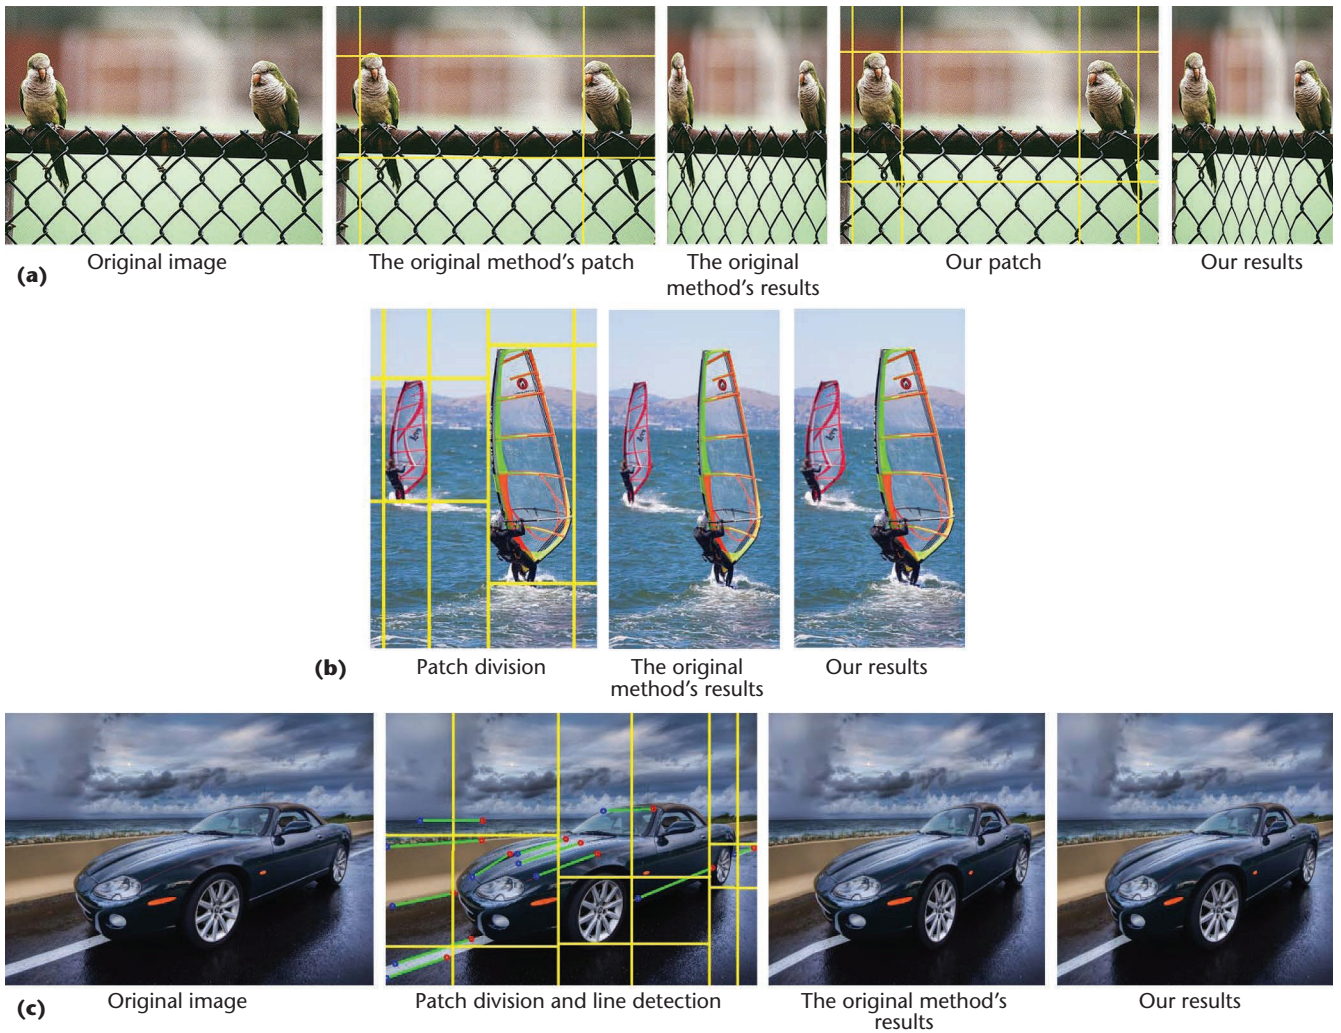 Original image
The original method's patch
The original
method's results
Our patch
Our results
(a)
Patch division
The original
method's results
Our results
(b)
Original image
Patch division and line detection
The original method's
results
Our results
(c)